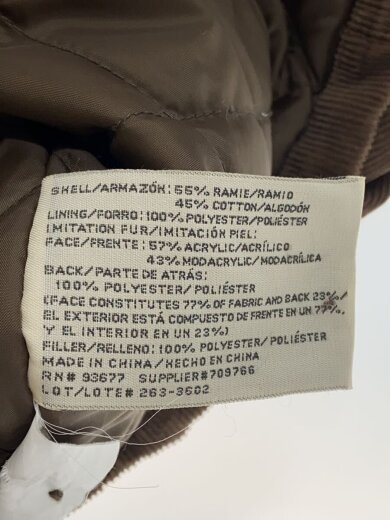 SHELL/ARMAZÓN: 55% RAMIE/RAMIO
45% COTTON/ALGODÓN
LINING/FORRO: 100% POLYESTER/POLIÉSTER
IMITATION FUR/IMITACIÓN PIEL:
FACE/FRENTE: 57% ACRYLIC/ACRÍLICO
43% MODACRYLIC/MODACRÍLICA
BACK/PARTE DE ATRÁS:
100% POLYESTER/POLIÉSTER
(FACE CONSTITUTES 77% OF FABRIC AND BACK 23%/
EL EXTERIOR ESTÁ COMPUESTO DE FRENTE EN UN 77%,
Y EL INTERIOR EN UN 23%)
FILLER/RELLENO: 100% POLYESTER/POLIÉSTER
MADE IN CHINA/HECHO EN CHINA
RN# 93677 SUPPLIER#709766
LOT/LOTE# 263-3602